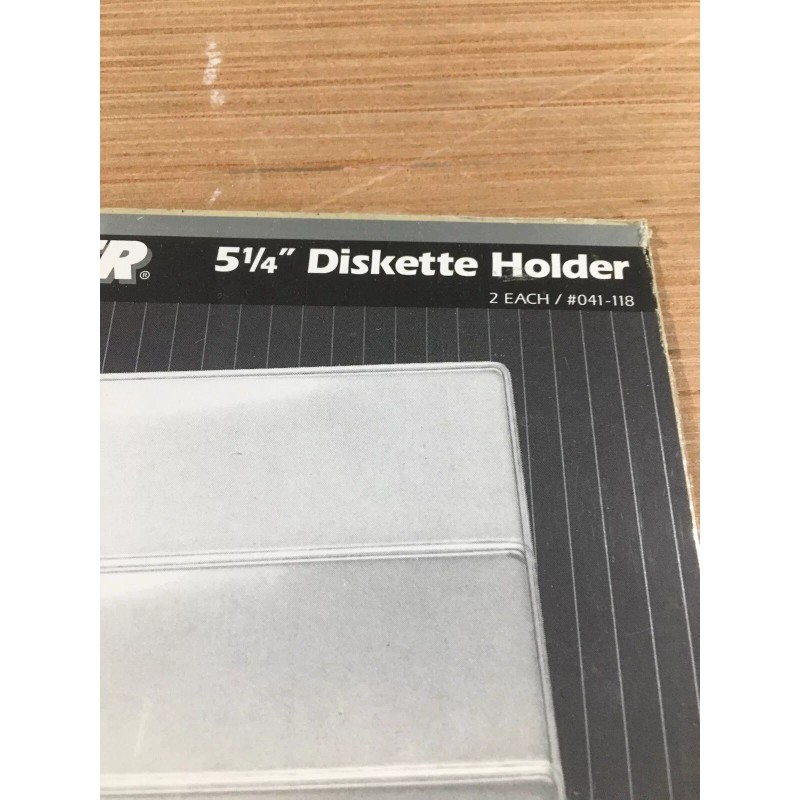 5¼” Diskette Holder
2 EACH / #041-118